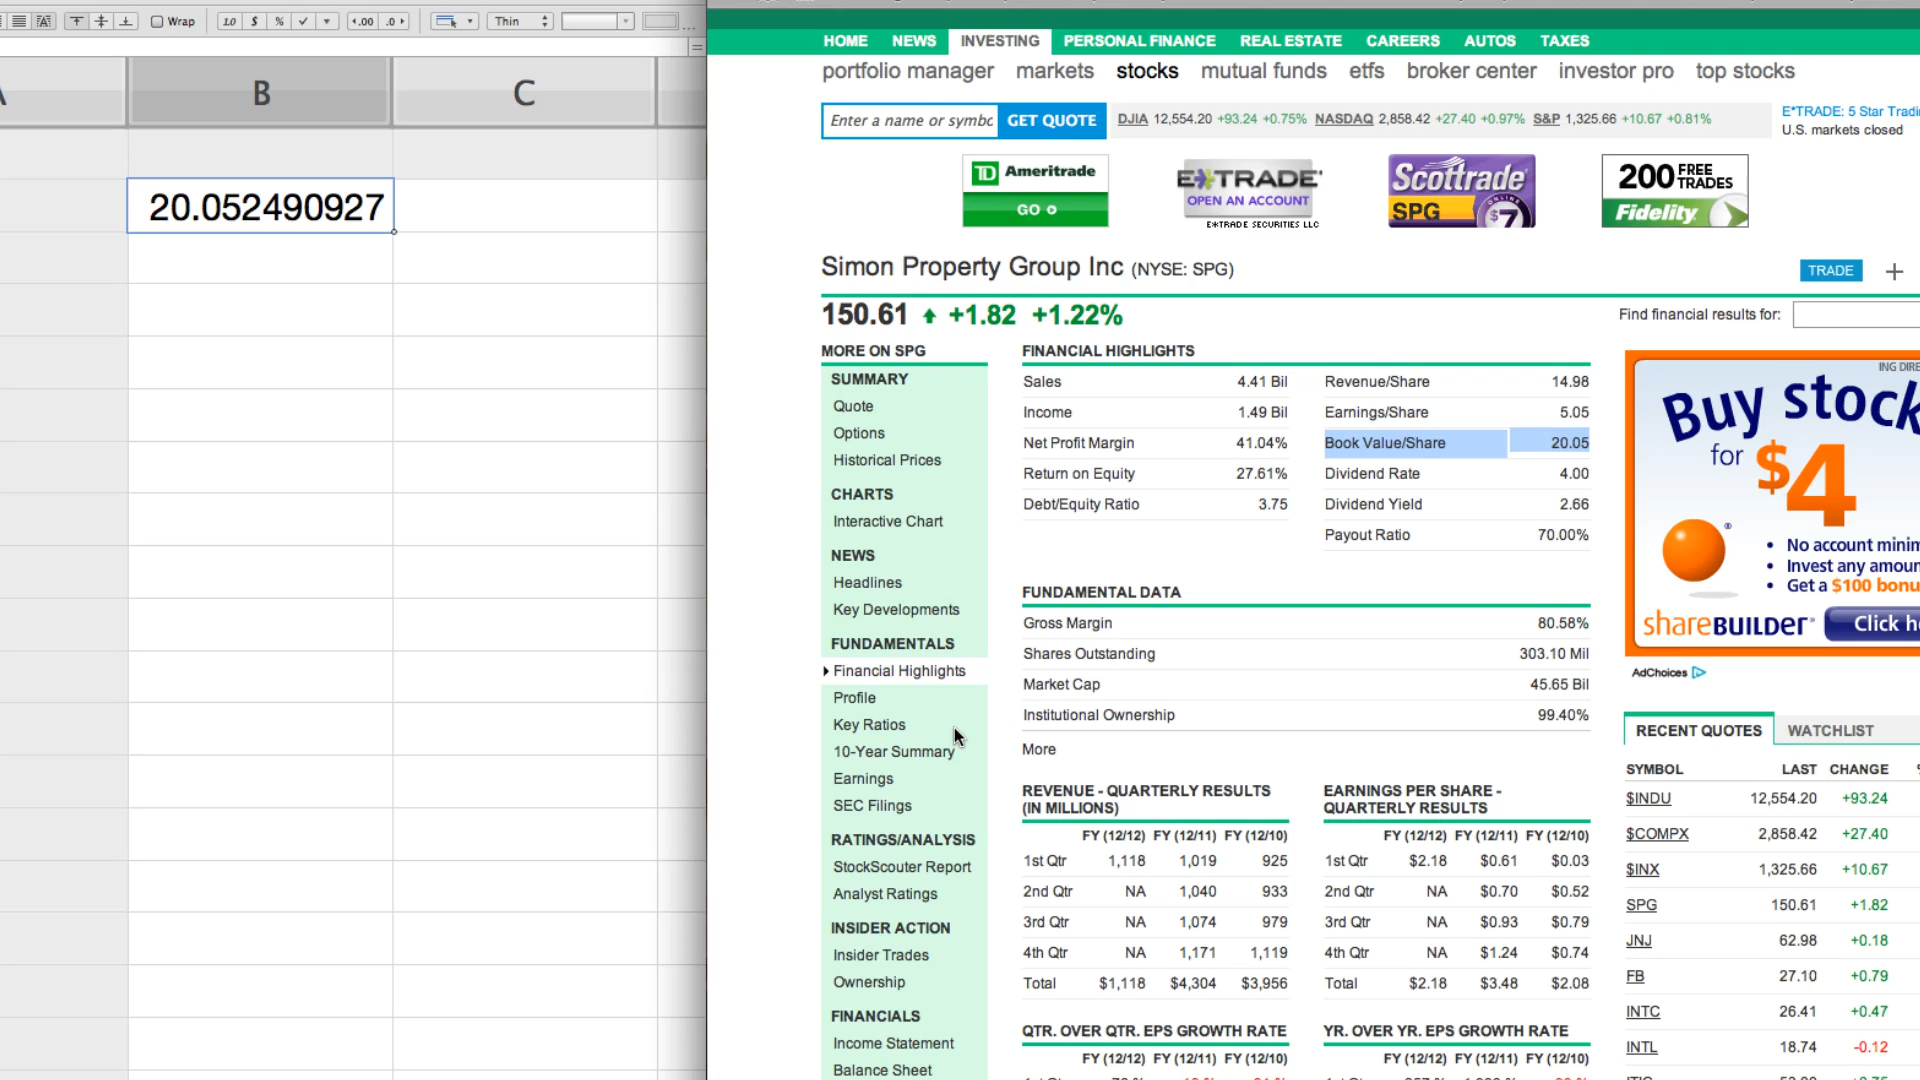 Wrap 1.0 $ % ✓ .00 .0 Thin
B C
20.052490927
HOME NEWS INVESTING PERSONAL FINANCE REAL ESTATE CAREERS AUTOS TAXES
portfolio manager markets stocks mutual funds etfs broker center investor pro top stocks
Enter a name or symbo GET QUOTE DJIA 12,554.20 +93.24 +0.75% NASDAQ 2,858.42 +27.40 +0.97% S&P 1,325.66 +10.67 +0.81%
E*TRADE: 5 Star Tradi
U.S. markets closed
TD Ameritrade
GO
E*TRADE
OPEN AN ACCOUNT
E*TRADE SECURITIES LLC
Scottrade
SPG $7
200 FREE TRADES
Fidelity
Simon Property Group Inc (NYSE: SPG)
TRADE +
150.61 +1.82 +1.22%
Find financial results for:
MORE ON SPG
SUMMARY
Quote
Options
Historical Prices
CHARTS
Interactive Chart
NEWS
Headlines
Key Developments
FUNDAMENTALS
Financial Highlights
Profile
Key Ratios
10-Year Summary
Earnings
SEC Filings
RATINGS/ANALYSIS
StockScouter Report
Analyst Ratings
INSIDER ACTION
Insider Trades
Ownership
FINANCIALS
Income Statement
Balance Sheet
FINANCIAL HIGHLIGHTS
Sales 4.41 Bil Revenue/Share 14.98
Income 1.49 Bil Earnings/Share 5.05
Net Profit Margin 41.04% Book Value/Share 20.05
Return on Equity 27.61% Dividend Rate 4.00
Debt/Equity Ratio 3.75 Dividend Yield 2.66
Payout Ratio 70.00%
FUNDAMENTAL DATA
Gross Margin 80.58%
Shares Outstanding 303.10 Mil
Market Cap 45.65 Bil
Institutional Ownership 99.40%
More
REVENUE - QUARTERLY RESULTS
(IN MILLIONS)
FY (12/12) FY (12/11) FY (12/10)
1st Qtr 1,118 1,019 925
2nd Qtr NA 1,040 933
3rd Qtr NA 1,074 979
4th Qtr NA 1,171 1,119
Total $1,118 $4,304 $3,956
EARNINGS PER SHARE -
QUARTERLY RESULTS
FY (12/12) FY (12/11) FY (12/10)
1st Qtr $2.18 $0.61 $0.03
2nd Qtr NA $0.70 $0.52
3rd Qtr NA $0.93 $0.79
4th Qtr NA $1.24 $0.74
Total $2.18 $3.48 $2.08
QTR. OVER QTR. EPS GROWTH RATE
FY (12/12) FY (12/11) FY (12/10)
YR. OVER YR. EPS GROWTH RATE
FY (12/12) FY (12/11) FY (12/10)
ING DIRE
Buy stock
for $4
• No account minim
• Invest any amoun
• Get a $100 bonu
shareBUILDER Click he
AdChoices
RECENT QUOTES WATCHLIST
SYMBOL LAST CHANGE
$INDU 12,554.20 +93.24
$COMPX 2,858.42 +27.40
$INX 1,325.66 +10.67
SPG 150.61 +1.82
JNJ 62.98 +0.18
FB 27.10 +0.79
INTC 26.41 +0.47
INTL 18.74 -0.12